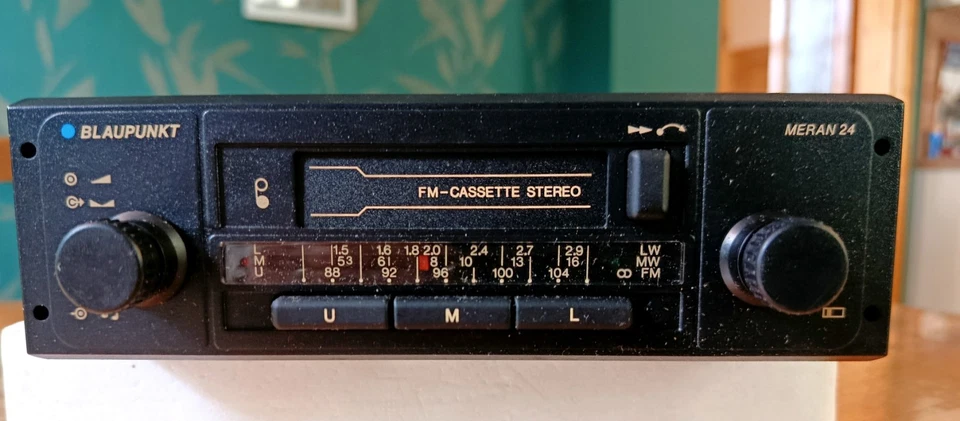 BLAUPUNKT
MERAN 24
FM-CASSETTE STEREO
L 1.5 1.6 1.8 2.0 2.4 2.7 2.9 LW
M 53 61 8 10 13 16 MW
U 88 92 96 100 104 FM
U M L